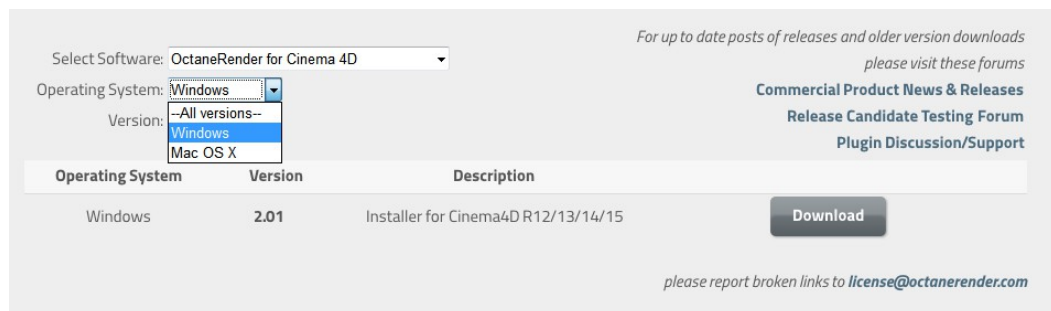 For up to date posts of releases and older version downloads
please visit these forums
Commercial Product News & Releases
Release Candidate Testing Forum
Plugin Discussion/Support
Select Software: OctaneRender for Cinema 4D
Operating System: Windows
--All versions--
Windows
Mac OS X
Version:
Operating System Version Description
Windows 2.01 Installer for Cinema4D R12/13/14/15 Download
please report broken links to license@octanerender.com